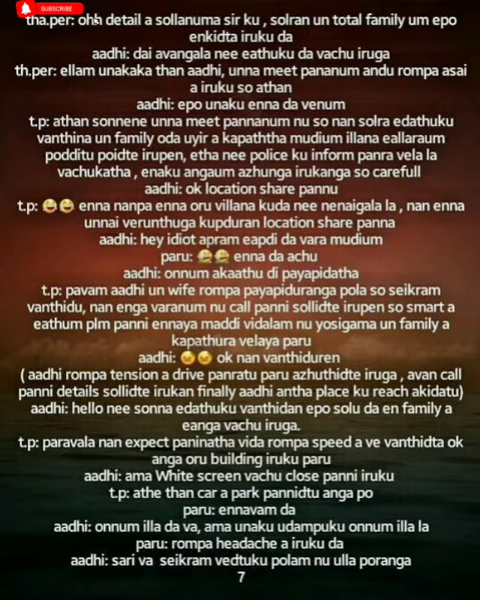 SUBSCRIBE
tha.per: ohh detail a sollanuma sir ku , solran un total family um epo
enkidta iruku da
aadhi: dai avangala nee eathuku da vachu iruga
th.per: ellam unakaka than aadhi, unna meet pananum andu rompa asai
a iruku so athan
aadhi: epo unaku enna da venum
t.p: athan sonnene unna meet pannanum nu so nan solra edathuku
vanthina un family oda uyir a kapaththa mudium illana eallaraum
podditu poidte irupen, etha nee police ku inform panra vela la
vachukatha , enaku angaum azhunga irukanga so carefull
aadhi: ok location share pannu
t.p: 😂😂 enna nanpa enna oru villana kuda nee nenaigala la , nan enna
unnai verunthuga kupduran location share panna
aadhi: hey idiot apram eapdi da vara mudium
paru: 😭😭 enna da achu
aadhi: onnum akaathu di payapidatha
t.p: pavam aadhi un wife rompa payapiduranga pola so seikram
vanthidu, nan enga varanum nu call panni sollidte irupen so smart a
eathum plm panni ennaya maddi vidalam nu yosigama un family a
kapathura velaya paru
aadhi: 😠😠 ok nan vanthiduren
( aadhi rompa tension a drive panratu paru azhuthidte iruga , avan call
panni details sollidte irukan finally aadhi antha place ku reach akidatu)
aadhi: hello nee sonna edathuku vanthidan epo solu da en family a
eanga vachu iruga.
t.p: paravala nan expect paninatha vida rompa speed a ve vanthidta ok
anga oru building iruku paru
aadhi: ama White screen vachu close panni iruku
t.p: athe than car a park pannidtu anga po
paru: ennavam da
aadhi: onnum illa da va, ama unaku udampuku onnum illa la
paru: rompa headache a iruku da
aadhi: sari va seikram vedtuku polam nu ulla poranga
7